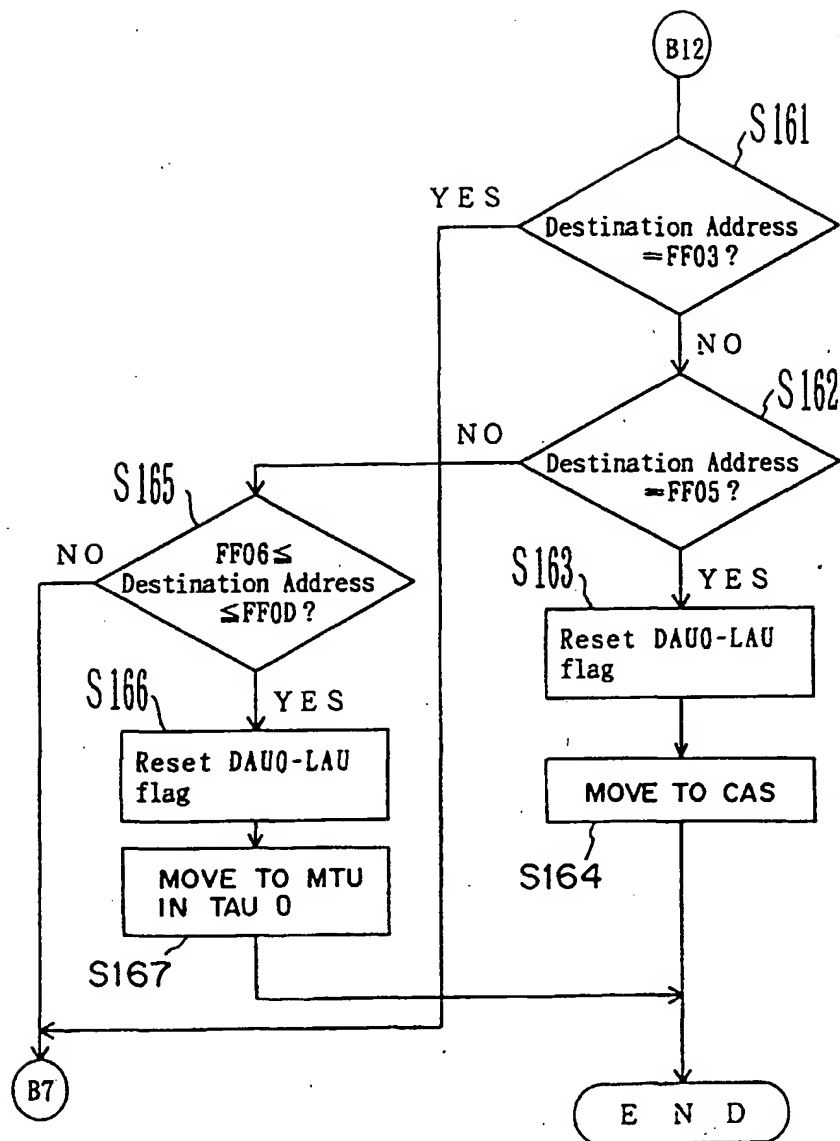 B12
S161
YES
Destination Address
=FF03?
NO
S162
NO
Destination Address
=FF05?
S165
NO
FF06≦
Destination Address
≦FF0D?
S163
YES
Reset DAU0-LAU
flag
S166
YES
Reset DAU0-LAU
flag
MOVE TO CAS
S164
MOVE TO MTU
IN TAU 0
S167
B7
E N D